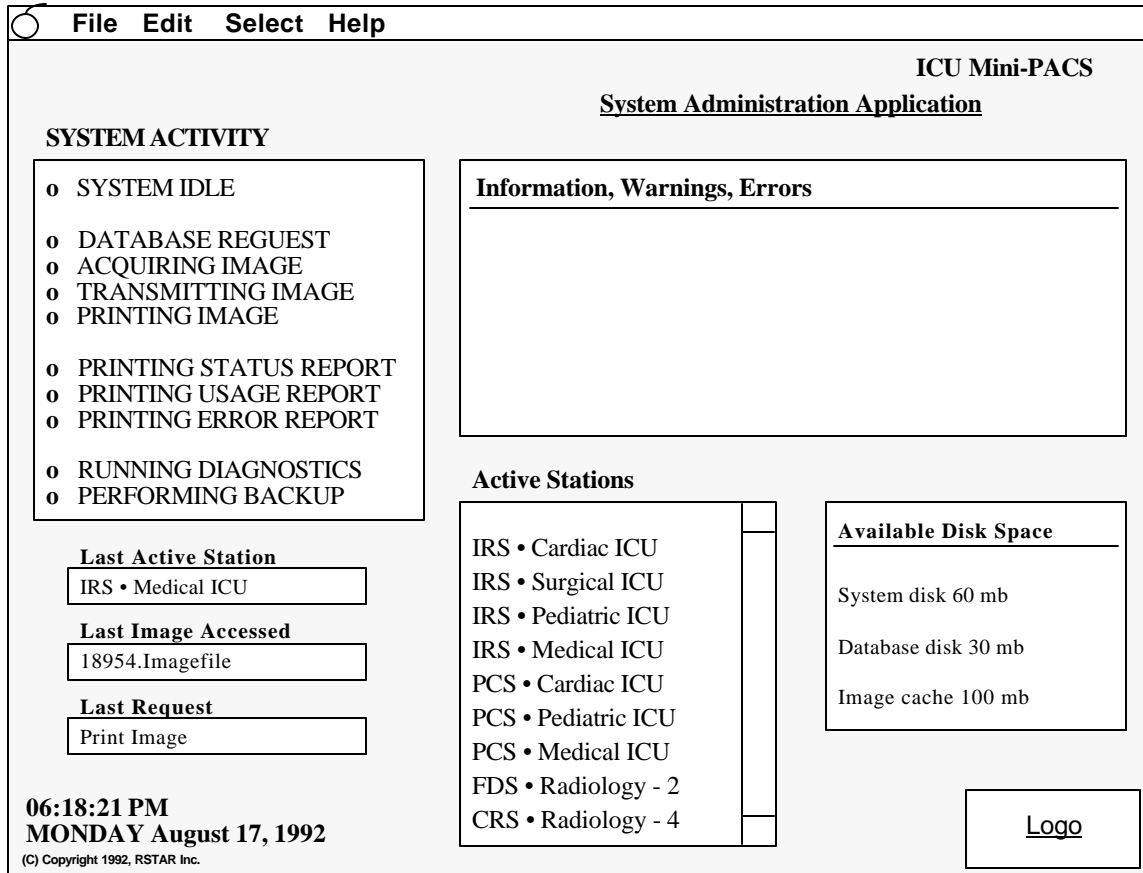 File Edit Select Help
ICU Mini-PACS
System Administration Application
SYSTEM ACTIVITY
o SYSTEM IDLE
o DATABASE REGUEST
o ACQUIRING IMAGE
o TRANSMITTING IMAGE
o PRINTING IMAGE
o PRINTING STATUS REPORT
o PRINTING USAGE REPORT
o PRINTING ERROR REPORT
o RUNNING DIAGNOSTICS
o PERFORMING BACKUP
Information, Warnings, Errors
Last Active Station
IRS • Medical ICU
Last Image Accessed
18954.Imagefile
Last Request
Print Image
Active Stations
IRS • Cardiac ICU
IRS • Surgical ICU
IRS • Pediatric ICU
IRS • Medical ICU
PCS • Cardiac ICU
PCS • Pediatric ICU
PCS • Medical ICU
FDS • Radiology - 2
CRS • Radiology - 4
Available Disk Space
System disk 60 mb
Database disk 30 mb
Image cache 100 mb
06:18:21 PM
MONDAY August 17, 1992
(C) Copyright 1992, RSTAR Inc.
Logo